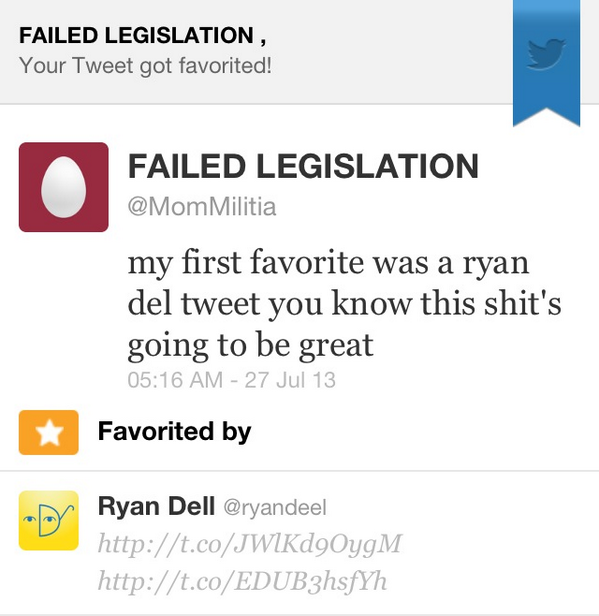 FAILED LEGISLATION ,
Your Tweet got favorited!
FAILED LEGISLATION
@MomMilitia
my first favorite was a ryan
del tweet you know this shit's
going to be great
05:16 AM - 27 Jul 13
Favorited by
Ryan Dell @ryandeel
http://t.co/JWlKd9OygM
http://t.co/EDUB3hsfYh